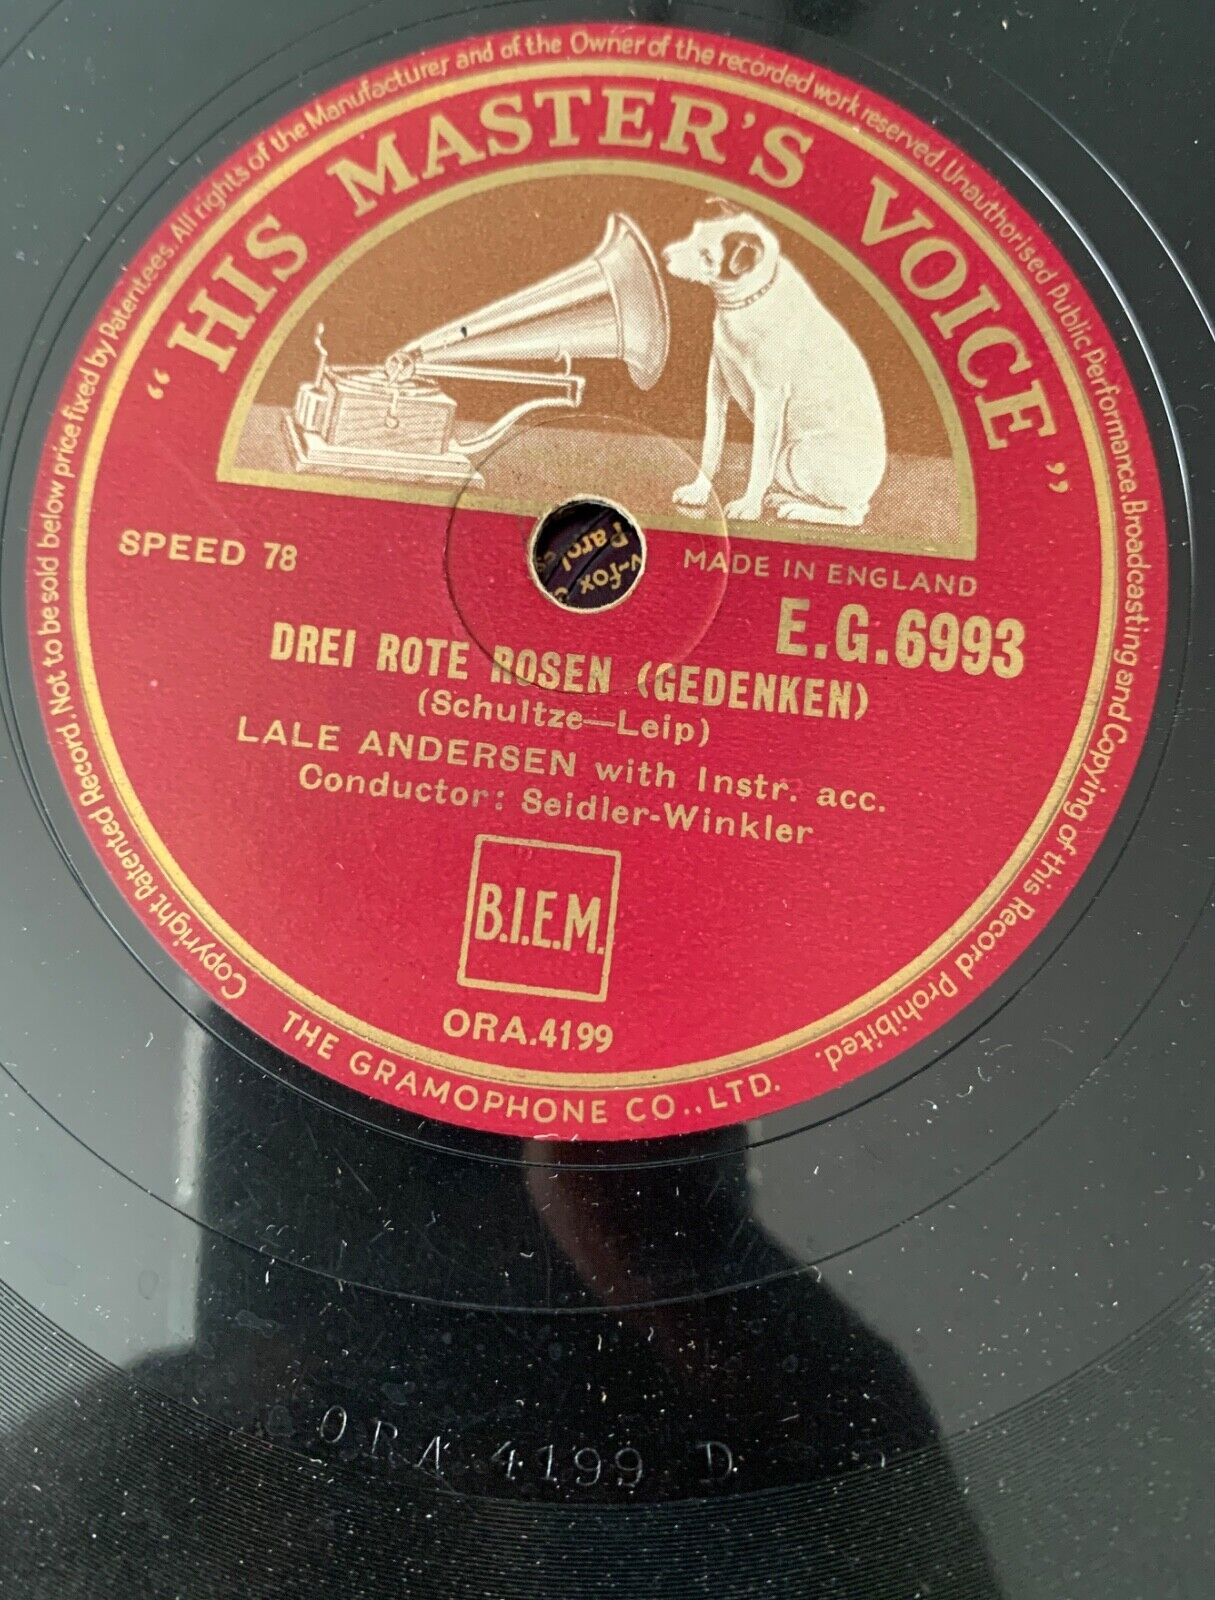 Copyright Patented Record. Not to be sold below price fixed by Patentees. All rights of the Manufacturer and of the Owner of the recorded work reserved. Unauthorised Public Performance, Broadcasting and Copying of this Record Prohibited.
"HIS MASTER'S VOICE"
SPEED 78
MADE IN ENGLAND
E.G.6993
DREI ROTE ROSEN (GEDENKEN)
(Schultze—Leip)
LALE ANDERSEN with Instr. acc.
Conductor: Seidler-Winkler
B.I.E.M.
ORA.4199
THE GRAMOPHONE CO., LTD.
ORA 4199 D